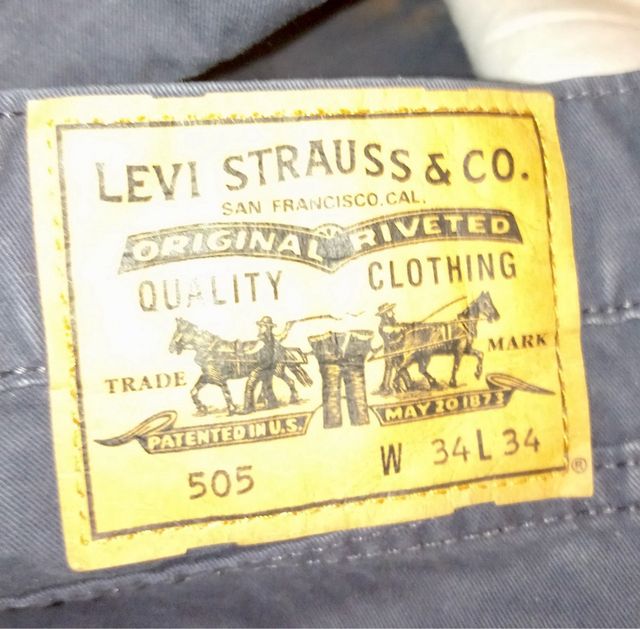 LEVI STRAUSS & CO.
SAN FRANCISCO, CAL.
ORIGINAL RIVETED
QUALITY CLOTHING
TRADE MARK
PATENTED IN U.S. MAY 20 1873
505 W 34 L 34 ®